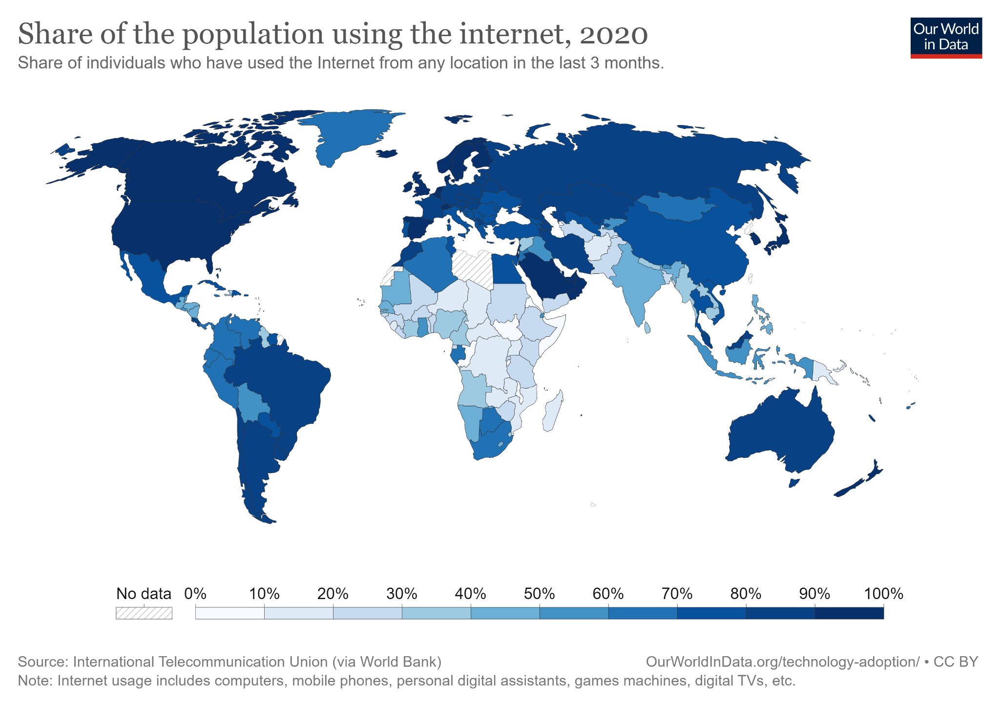 Share of the population using the internet, 2020
Our World
in Data
Share of individuals who have used the Internet from any location in the last 3 months.
No data 0% 10% 20% 30% 40% 50% 60% 70% 80% 90% 100%
Source: International Telecommunication Union (via World Bank) OurWorldInData.org/technology-adoption/ • CC BY
Note: Internet usage includes computers, mobile phones, personal digital assistants, games machines, digital TVs, etc.